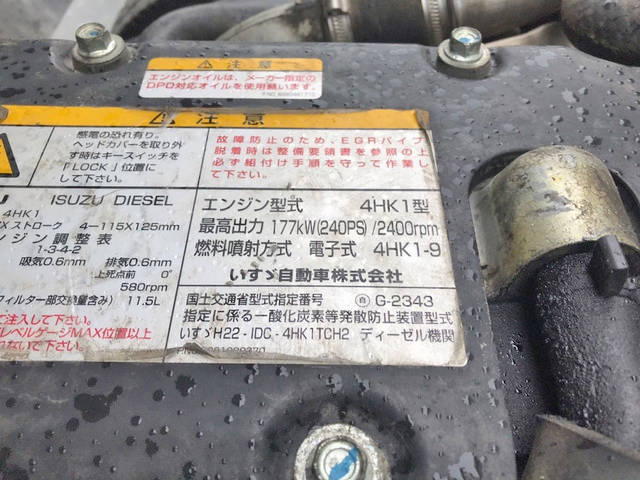 注意
エンジンオイルは、メーカー指定の
DPD対応オイルを使用願います。
注意
感電の恐れ有り。
ヘッドカバーを取り外
す時はキースイッチを
「LOCK」位置に
して下さい。
故障防止のため、EGRパイプ
脱着時は整備要領書を参照の上
必ず組付け手順を守って作業し
て下さい。
ISUZU DIESEL
4HK1
ストローク 4-115X125mm
ンジン調整表
1-3-4-2
吸気0.6mm 排気0.6mm
上死点前 0°
580rpm
フィルター部交換量含み) 11.5L
注入して下さい。
レベルゲージMAX位置以上
しないで下さい。
エンジン型式 4HK1型
最高出力 177kW(240PS)/2400rpm
燃料噴射方式 電子式 4HK1-9
いすゞ自動車株式会社
国土交通省型式指定番号 G-2343
指定に係る一酸化炭素等発散防止装置型式
いすゞH22-IDC-4HK1TCH2 ディーゼル機関